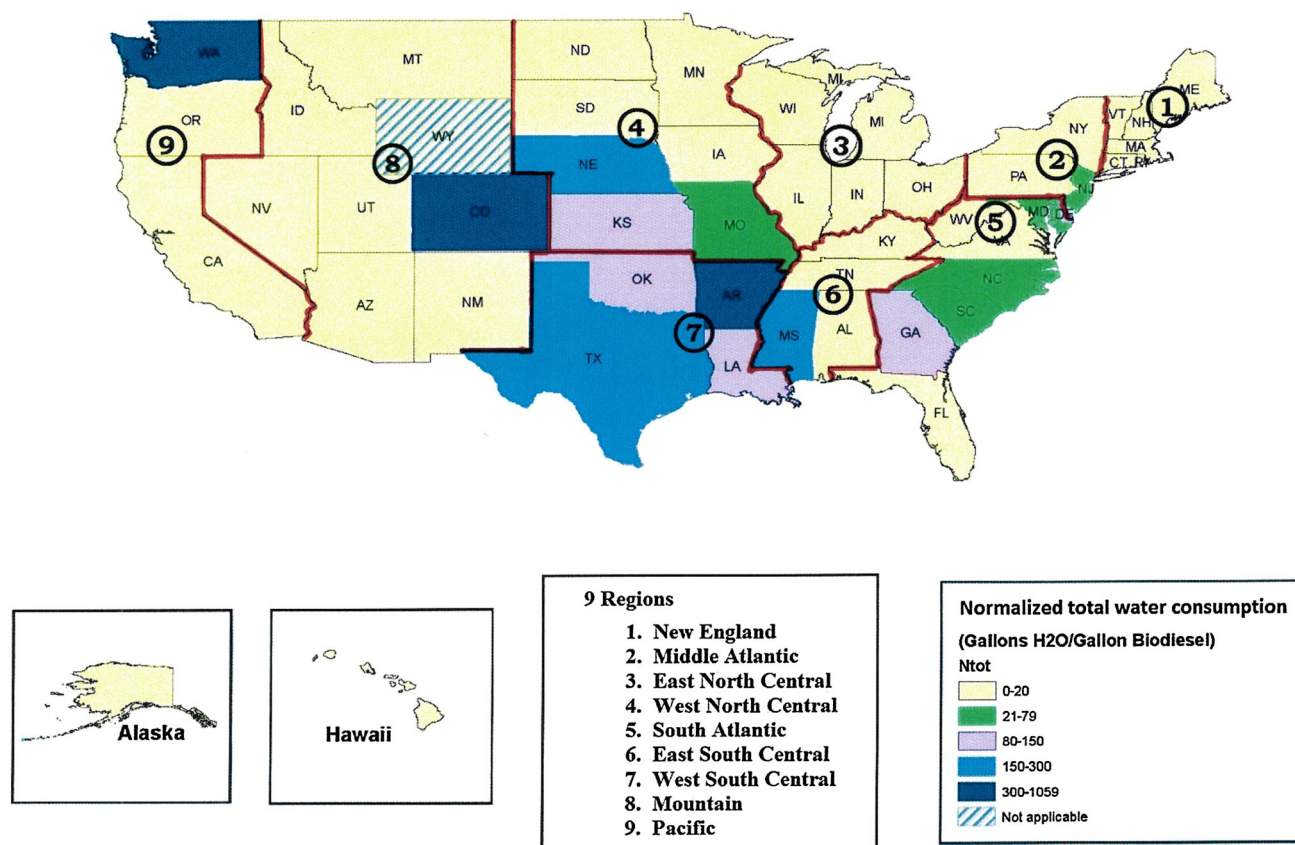 WA
MT
ND
MN
MI
ME
OR
ID
SD
WI
MI
VT
NH
1
9
WY
4
3
NY
MA
8
NE
IA
2
CT
RI
NV
UT
CO
IL
IN
OH
PA
NJ
KS
MO
WV
5
MD
DE
CA
KY
VA
AZ
NM
OK
AR
TN
NC
6
SC
7
TX
MS
AL
GA
LA
FL
Alaska
Hawaii
9 Regions
1. New England
2. Middle Atlantic
3. East North Central
4. West North Central
5. South Atlantic
6. East South Central
7. West South Central
8. Mountain
9. Pacific
Normalized total water consumption
(Gallons H2O/Gallon Biodiesel)
Ntot
0-20
21-79
80-150
150-300
300-1059
Not applicable